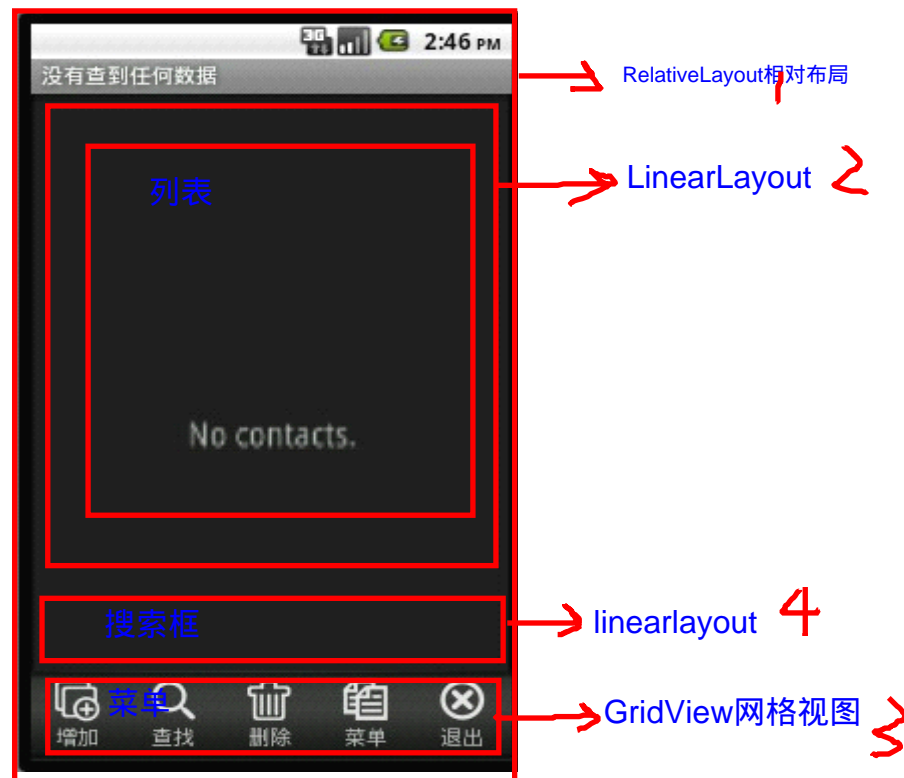 3G
2:46 PM
没有查到任何数据
RelativeLayout相对布局
1
列表
LinearLayout 2
No contacts.
搜索框
linearlayout 4
菜单
增加 查找 删除 菜单 退出
GridView网格视图 3